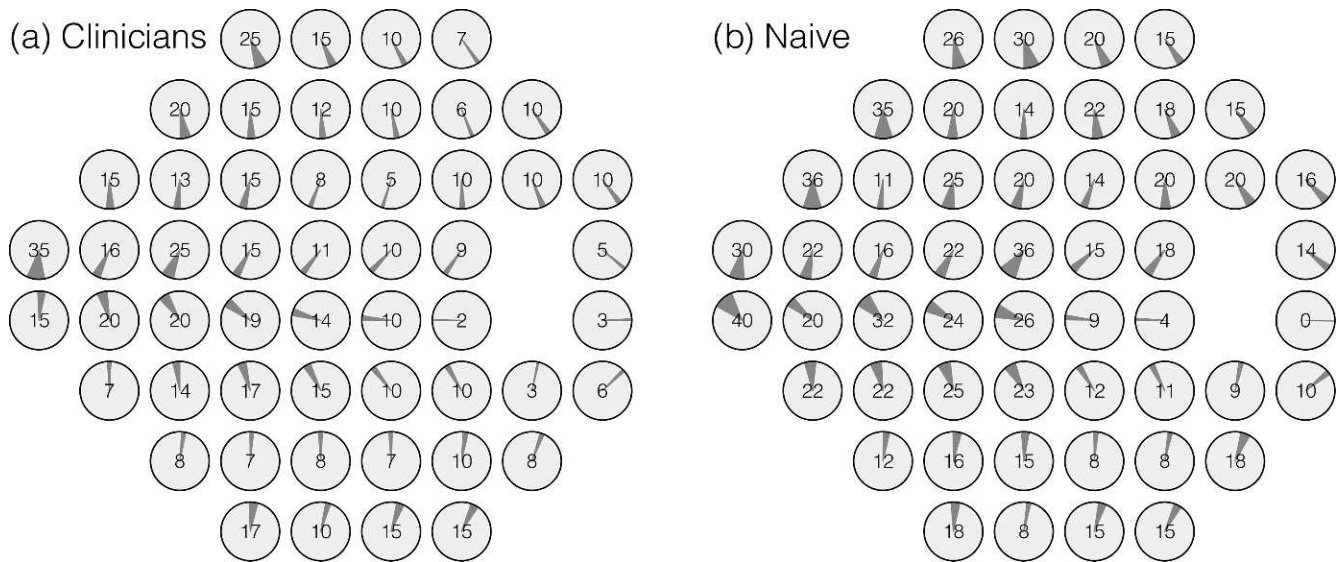 (a) Clinicians 25 15 10 7
20 15 12 10 6 10
15 13 15 8 5 10 10 10
35 16 25 15 11 10 9 5
15 20 20 19 14 10 2 3
7 14 17 15 10 10 3 6
8 7 8 7 10 8
17 10 15 15
(b) Naive 26 30 20 15
35 20 14 22 18 15
36 11 25 20 14 20 20 16
30 22 16 22 36 15 18 14
40 20 32 24 26 9 4 0
22 22 25 23 12 11 9 10
12 16 15 8 8 18
18 8 15 15